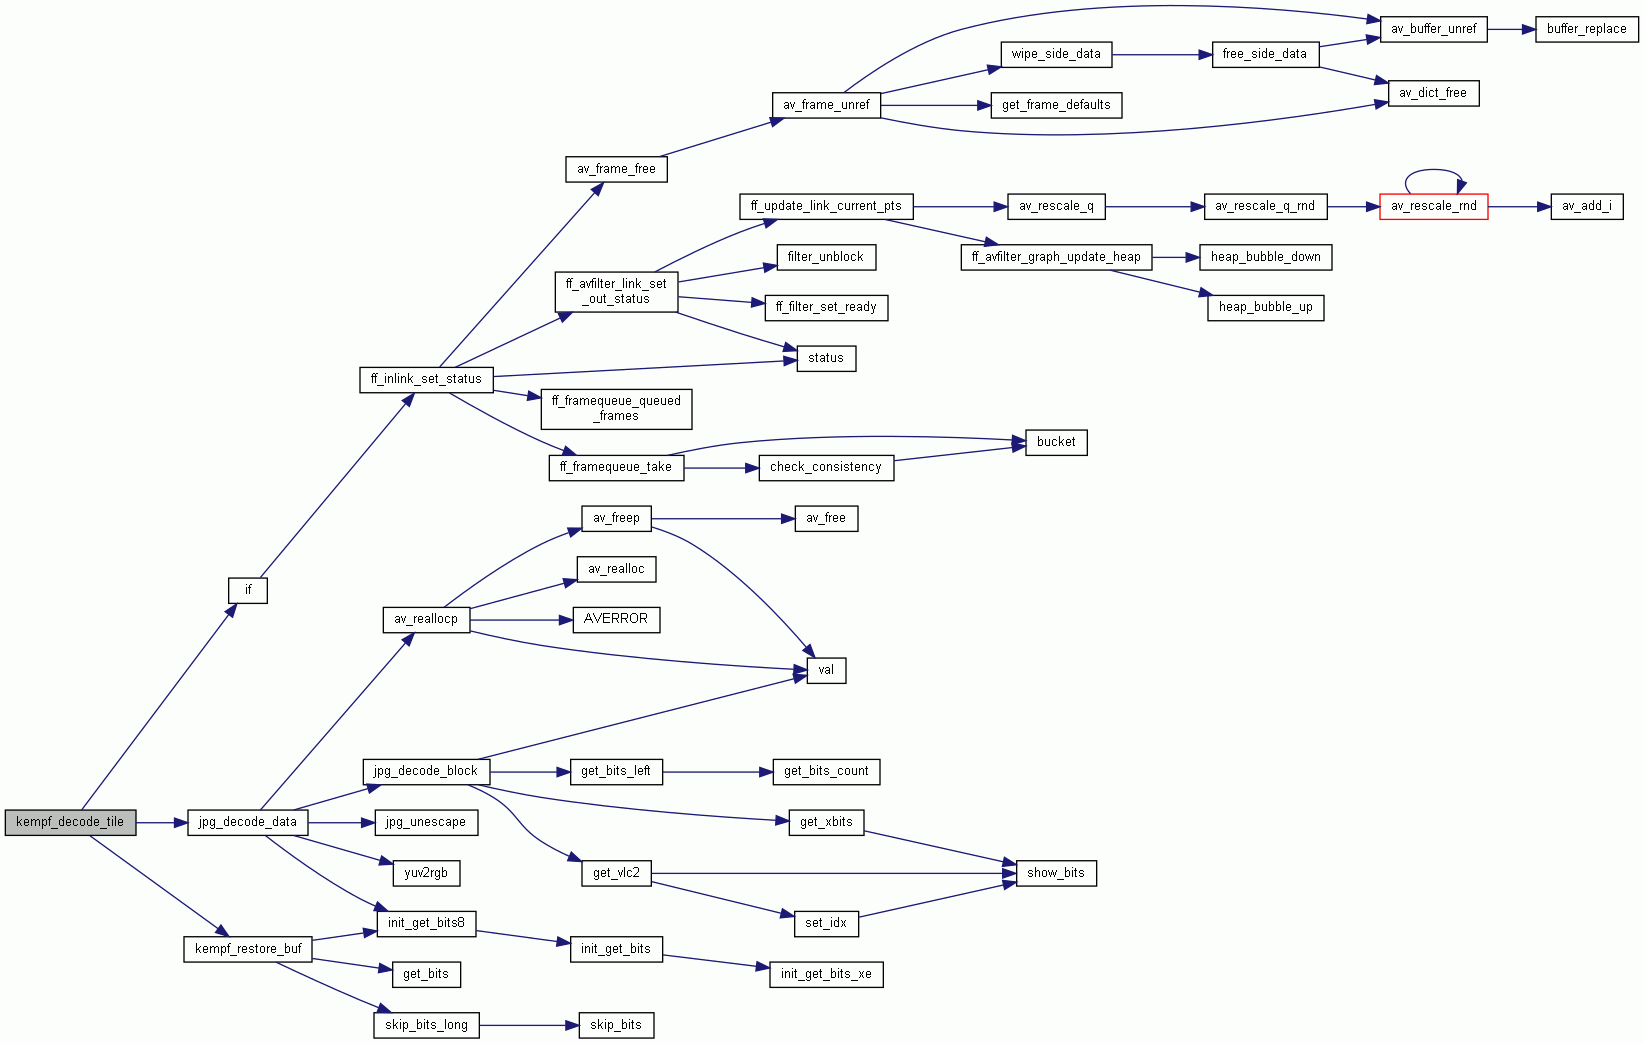 av_buffer_unref
buffer_replace
wipe_side_data
free_side_data
av_frame_unref
get_frame_defaults
av_dict_free
av_frame_free
ff_update_link_current_pts
av_rescale_q
av_rescale_q_rnd
av_rescale_rnd
av_add_i
filter_unblock
ff_avfilter_graph_update_heap
heap_bubble_down
ff_avfilter_link_set
_out_status
ff_filter_set_ready
heap_bubble_up
status
ff_inlink_set_status
ff_framequeue_queued
_frames
bucket
ff_framequeue_take
check_consistency
av_freep
av_free
av_realloc
if
av_reallocp
AVERROR
val
jpg_decode_block
get_bits_left
get_bits_count
kempf_decode_tile
jpg_decode_data
jpg_unescape
get_xbits
yuv2rgb
get_vlc2
show_bits
init_get_bits8
set_idx
kempf_restore_buf
init_get_bits
get_bits
init_get_bits_xe
skip_bits_long
skip_bits